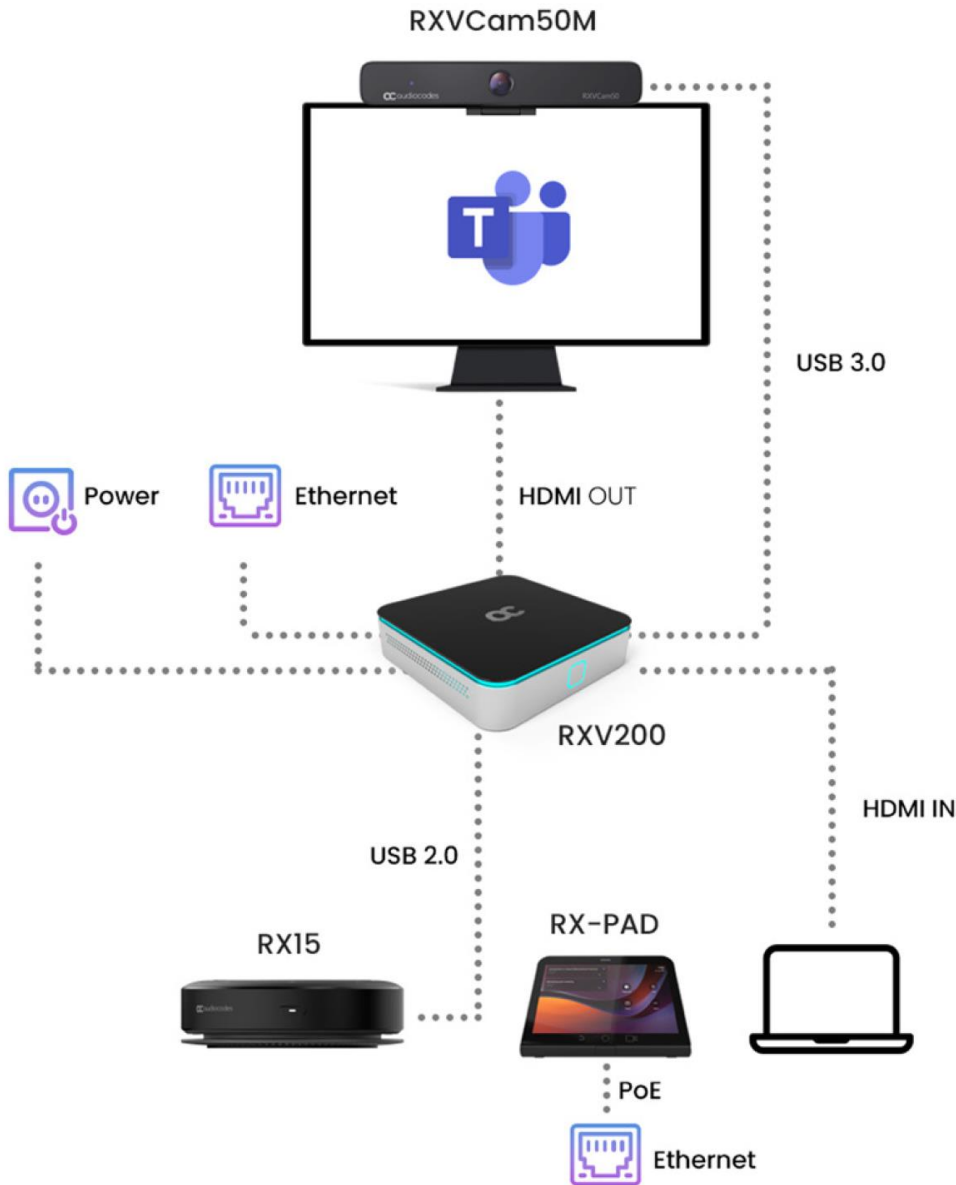 RXVCam50M
audiocodes
RXVCam50
T
USB 3.0
Power
Ethernet
HDMI OUT
RXV200
HDMI IN
USB 2.0
RX-PAD
RX15
audiocodes
PoE
Ethernet